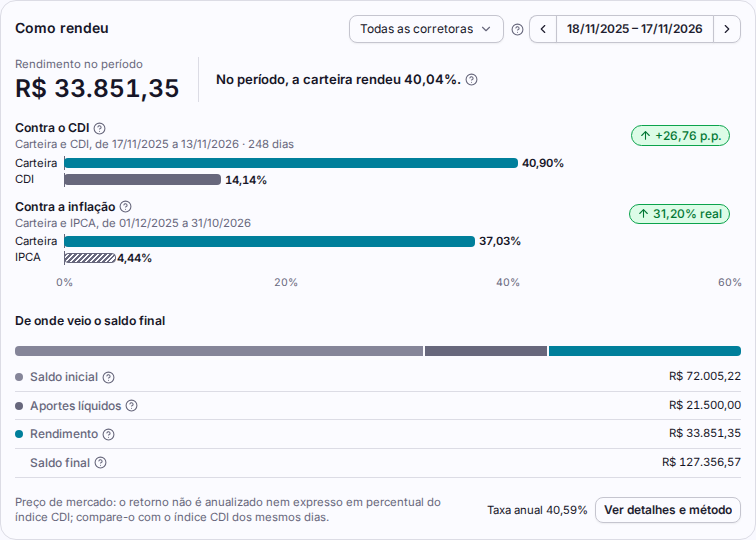 Como rendeu
Todas as corretoras
18/11/2025 – 17/11/2026
Rendimento no período
R$ 33.851,35
No período, a carteira rendeu 40,04%.
Contra o CDI
Carteira e CDI, de 17/11/2025 a 13/11/2026 · 248 dias
+26,76 p.p.
Carteira 40,90%
CDI 14,14%
Contra a inflação
Carteira e IPCA, de 01/12/2025 a 31/10/2026
31,20% real
Carteira 37,03%
IPCA 4,44%
0% 20% 40% 60%
De onde veio o saldo final
Saldo inicial R$ 72.005,22
Aportes líquidos R$ 21.500,00
Rendimento R$ 33.851,35
Saldo final R$ 127.356,57
Preço de mercado: o retorno não é anualizado nem expresso em percentual do
índice CDI; compare-o com o índice CDI dos mesmos dias.
Taxa anual 40,59%
Ver detalhes e método